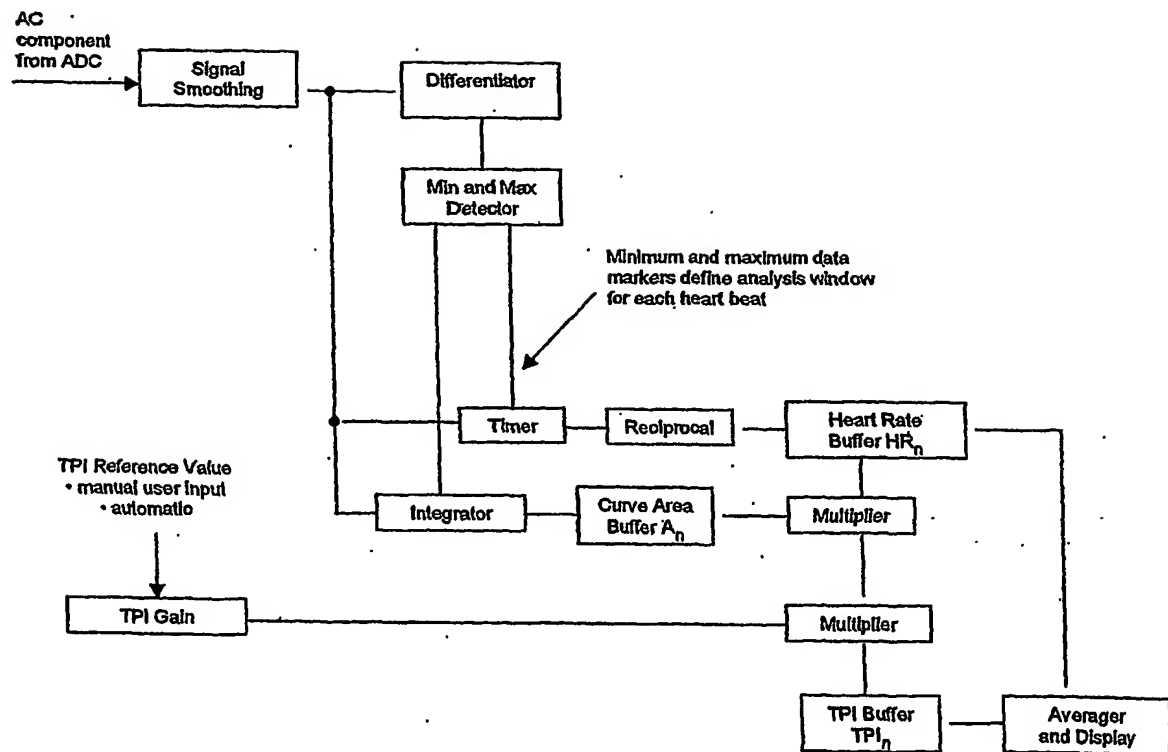 AC
component
from ADC
Signal
Smoothing
Differentiator
Min and Max
Detector
Minimum and maximum data
markers define analysis window
for each heart beat
Timer
Reciprocal
Heart Rate
Buffer HRn
TPI Reference Value
• manual user input
• automatic
Integrator
Curve Area
Buffer An
Multiplier
TPI Gain
Multiplier
TPI Buffer
TPIn
Averager
and Display